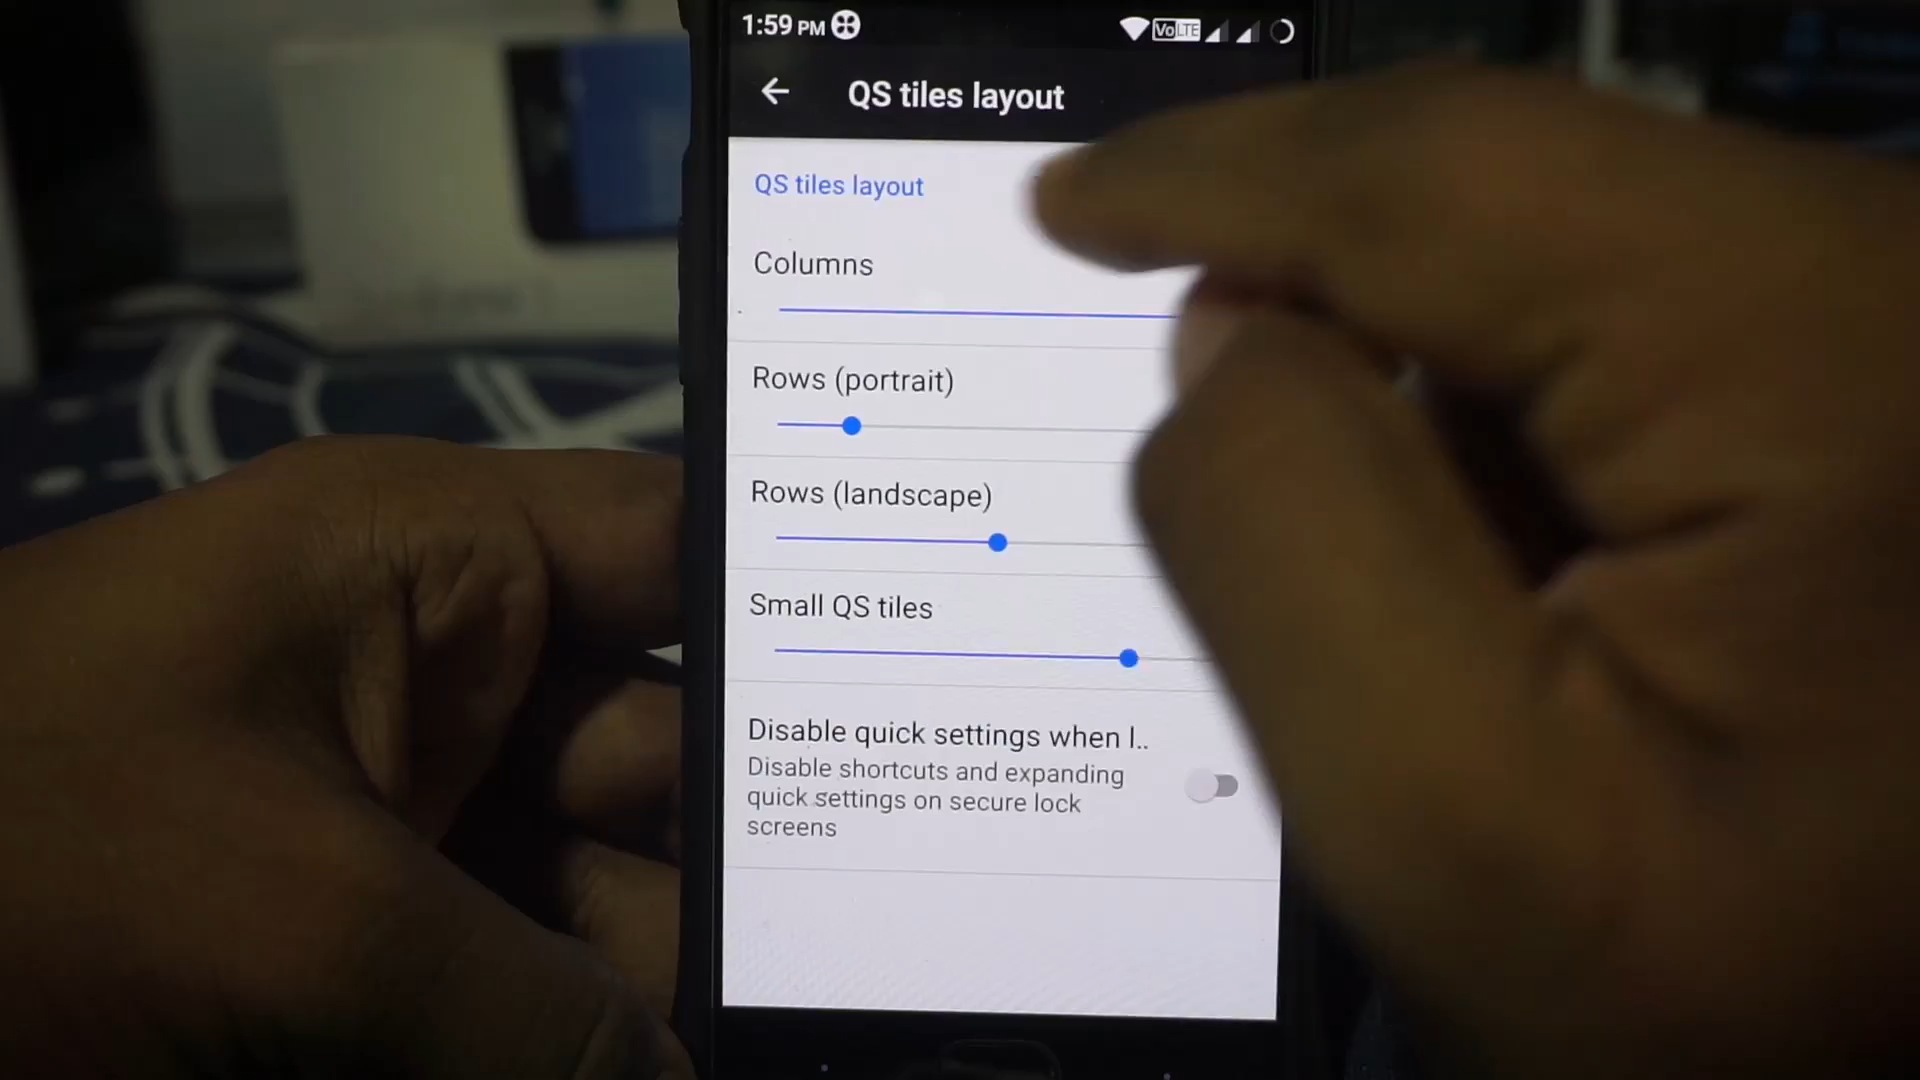 1:59 PM
VoLTE
QS tiles layout
QS tiles layout
Columns
Rows (portrait)
Rows (landscape)
Small QS tiles
Disable quick settings when l..
Disable shortcuts and expanding
quick settings on secure lock
screens